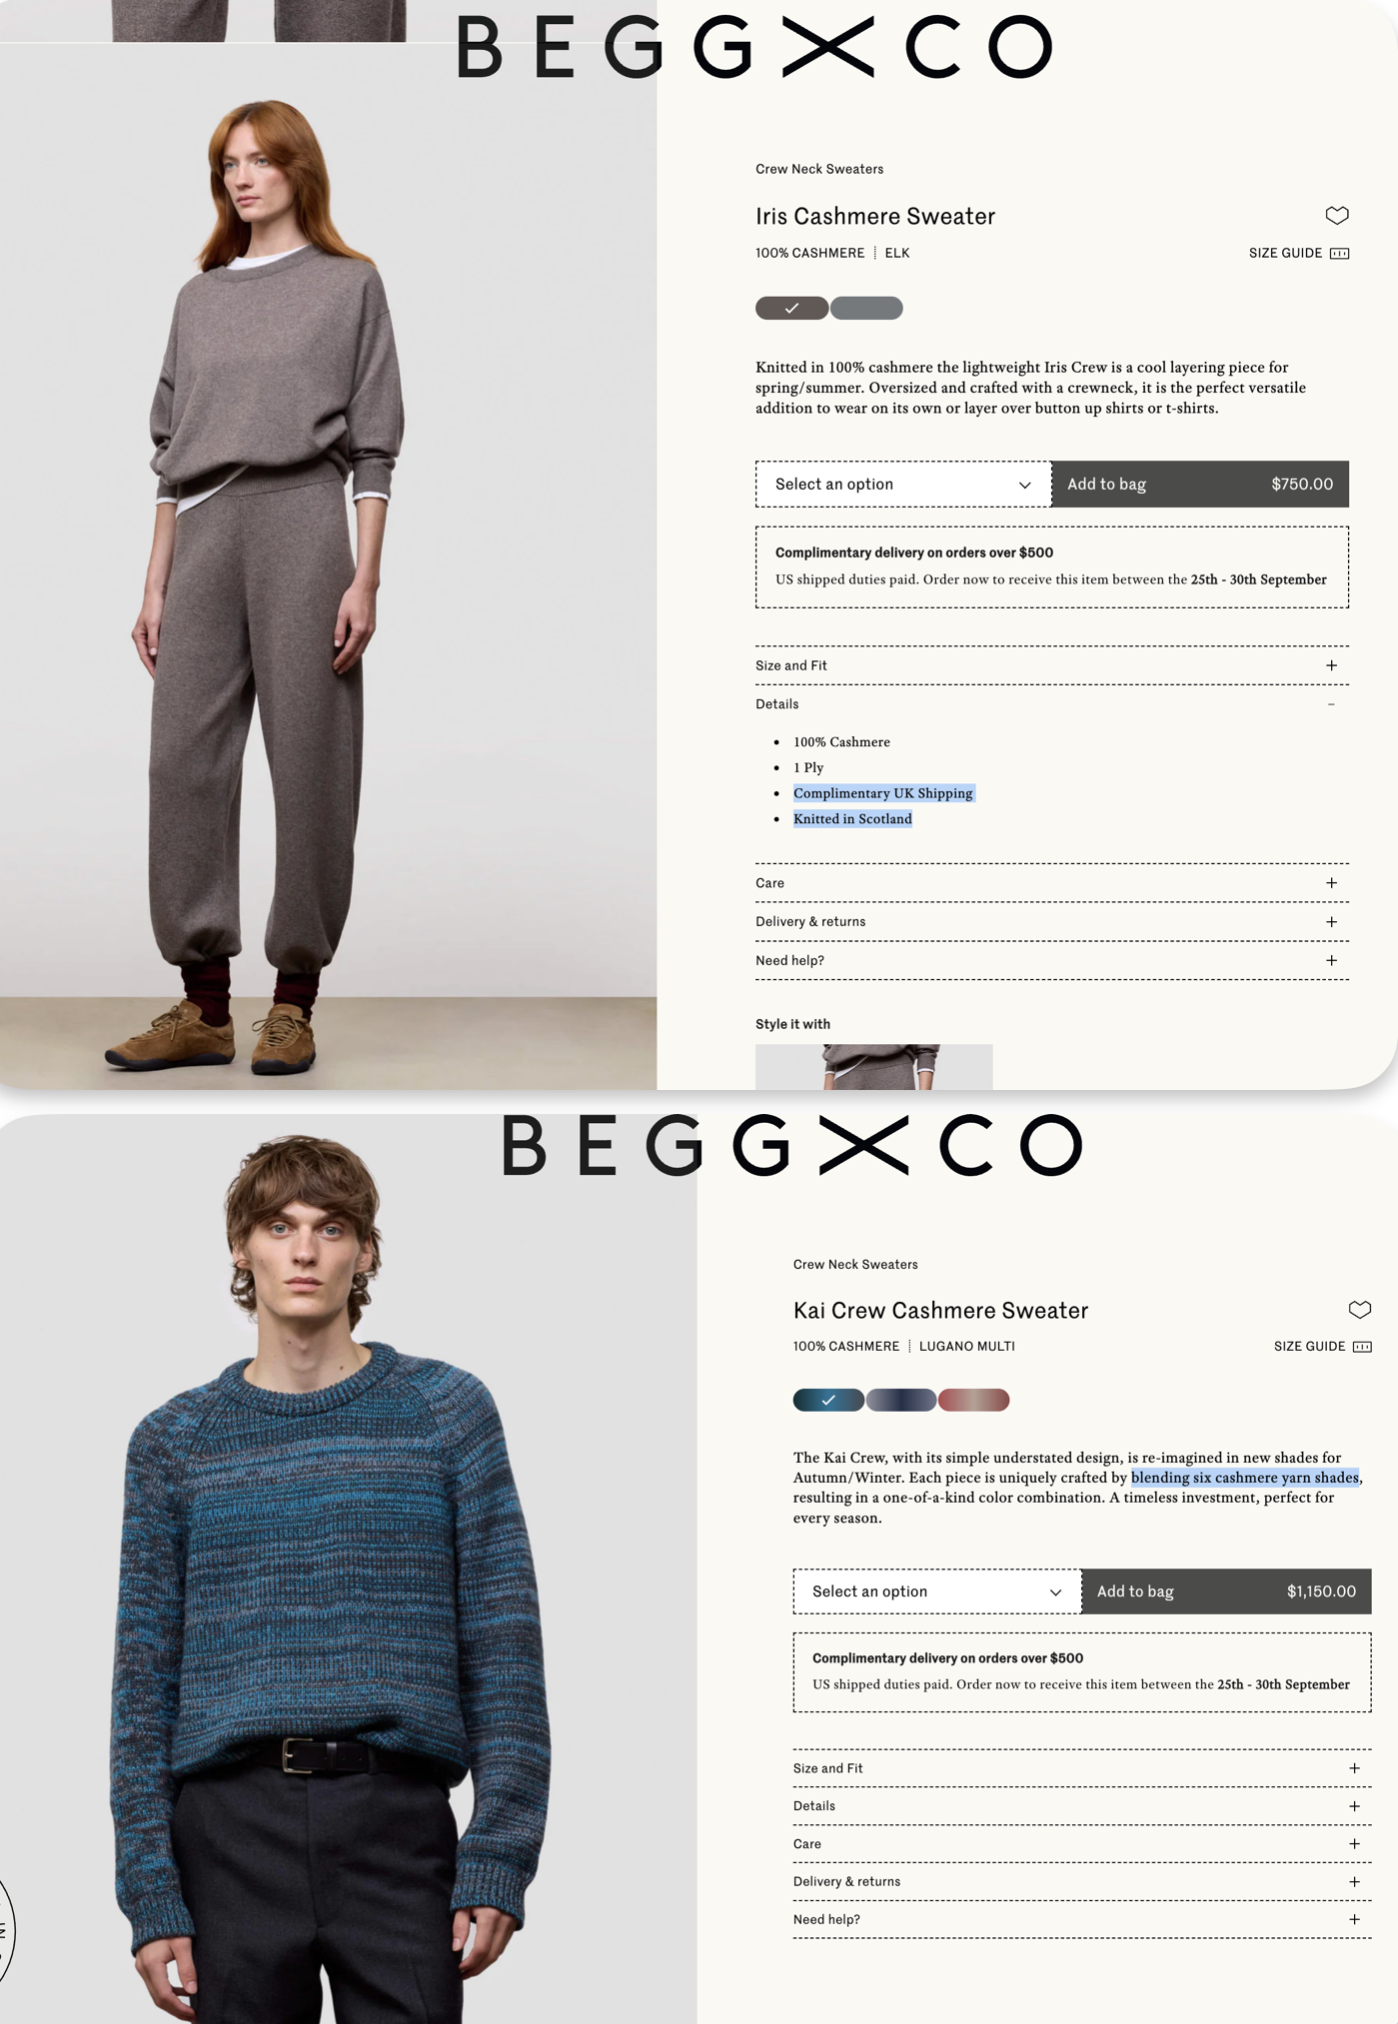 BEGG X CO
Crew Neck Sweaters
Iris Cashmere Sweater
100% CASHMERE ELK
SIZE GUIDE
Knitted in 100% cashmere the lightweight Iris Crew is a cool layering piece for
spring/summer. Oversized and crafted with a crewneck, it is the perfect versatile
addition to wear on its own or layer over button up shirts or t-shirts.
Select an option
Add to bag $750.00
Complimentary delivery on orders over $500
US shipped duties paid. Order now to receive this item between the 25th - 30th September
Size and Fit +
Details -
• 100% Cashmere
• 1 Ply
• Complimentary UK Shipping
• Knitted in Scotland
Care +
Delivery & returns +
Need help? +
Style it with
BEGG X CO
Crew Neck Sweaters
Kai Crew Cashmere Sweater
100% CASHMERE LUGANO MULTI
SIZE GUIDE
The Kai Crew, with its simple understated design, is re-imagined in new shades for
Autumn/Winter. Each piece is uniquely crafted by blending six cashmere yarn shades,
resulting in a one-of-a-kind color combination. A timeless investment, perfect for
every season.
Select an option
Add to bag $1,150.00
Complimentary delivery on orders over $500
US shipped duties paid. Order now to receive this item between the 25th - 30th September
Size and Fit +
Details +
Care +
Delivery & returns +
Need help? +